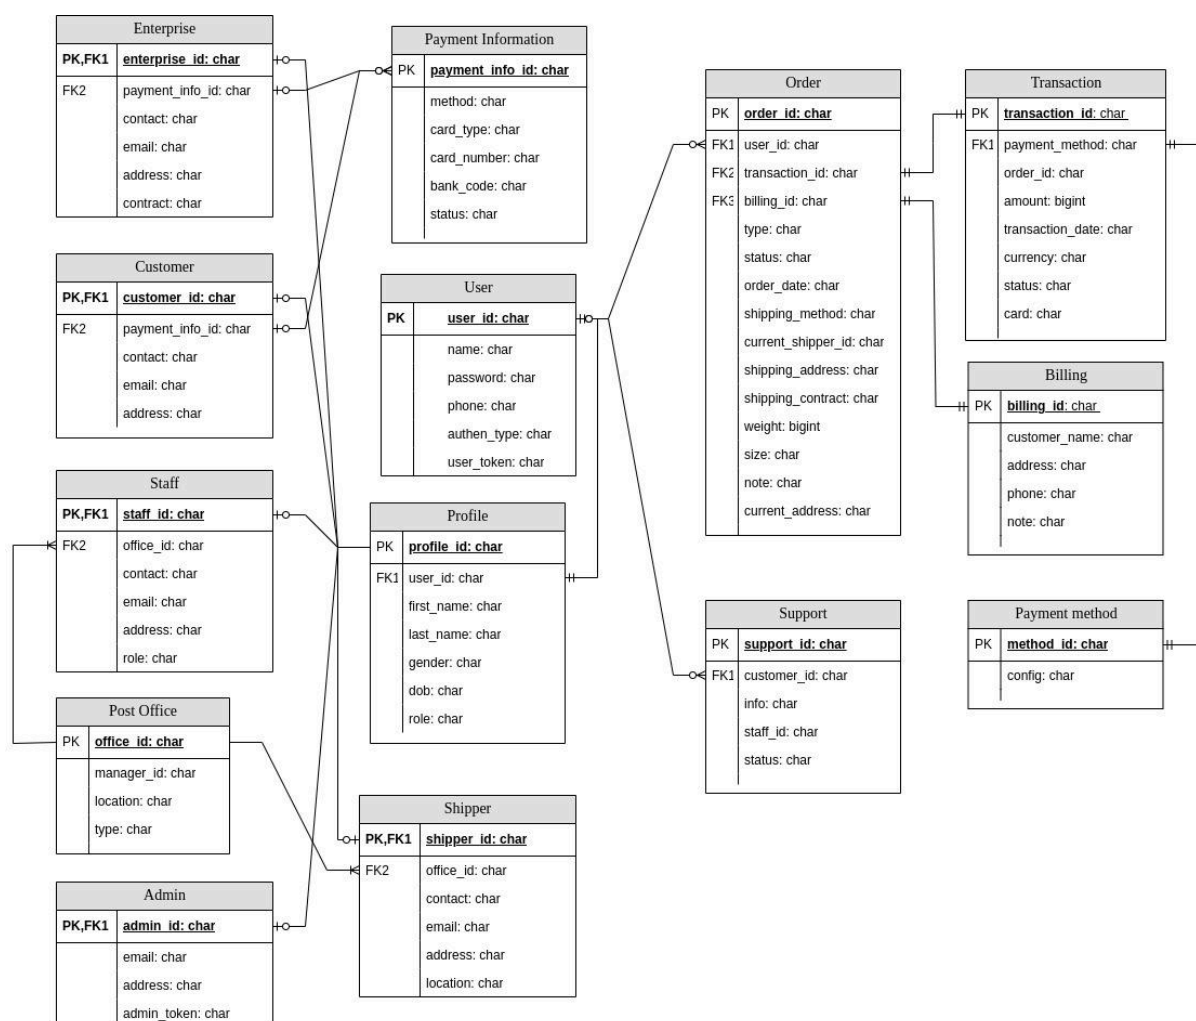 Enterprise
PK,FK1 enterprise_id: char
FK2 payment_info_id: char
contact: char
email: char
address: char
contract: char
Payment Information
PK payment_info_id: char
method: char
card_type: char
card_number: char
bank_code: char
status: char
Customer
PK,FK1 customer_id: char
FK2 payment_info_id: char
contact: char
email: char
address: char
User
PK user_id: char
name: char
password: char
phone: char
authen_type: char
user_token: char
Staff
PK,FK1 staff_id: char
FK2 office_id: char
contact: char
email: char
address: char
role: char
Profile
PK profile_id: char
FK1 user_id: char
first_name: char
last_name: char
gender: char
dob: char
role: char
Post Office
PK office_id: char
manager_id: char
location: char
type: char
Shipper
PK,FK1 shipper_id: char
FK2 office_id: char
contact: char
email: char
address: char
location: char
Admin
PK,FK1 admin_id: char
email: char
address: char
admin_token: char
Order
PK order_id: char
FK1 user_id: char
FK2 transaction_id: char
FK3 billing_id: char
type: char
status: char
order_date: char
shipping_method: char
current_shipper_id: char
shipping_address: char
shipping_contract: char
weight: bigint
size: char
note: char
current_address: char
Transaction
PK transaction_id: char
FK1 payment_method: char
order_id: char
amount: bigint
transaction_date: char
currency: char
status: char
card: char
Billing
PK billing_id: char
customer_name: char
address: char
phone: char
note: char
Support
PK support_id: char
FK1 customer_id: char
info: char
staff_id: char
status: char
Payment method
PK method_id: char
config: char